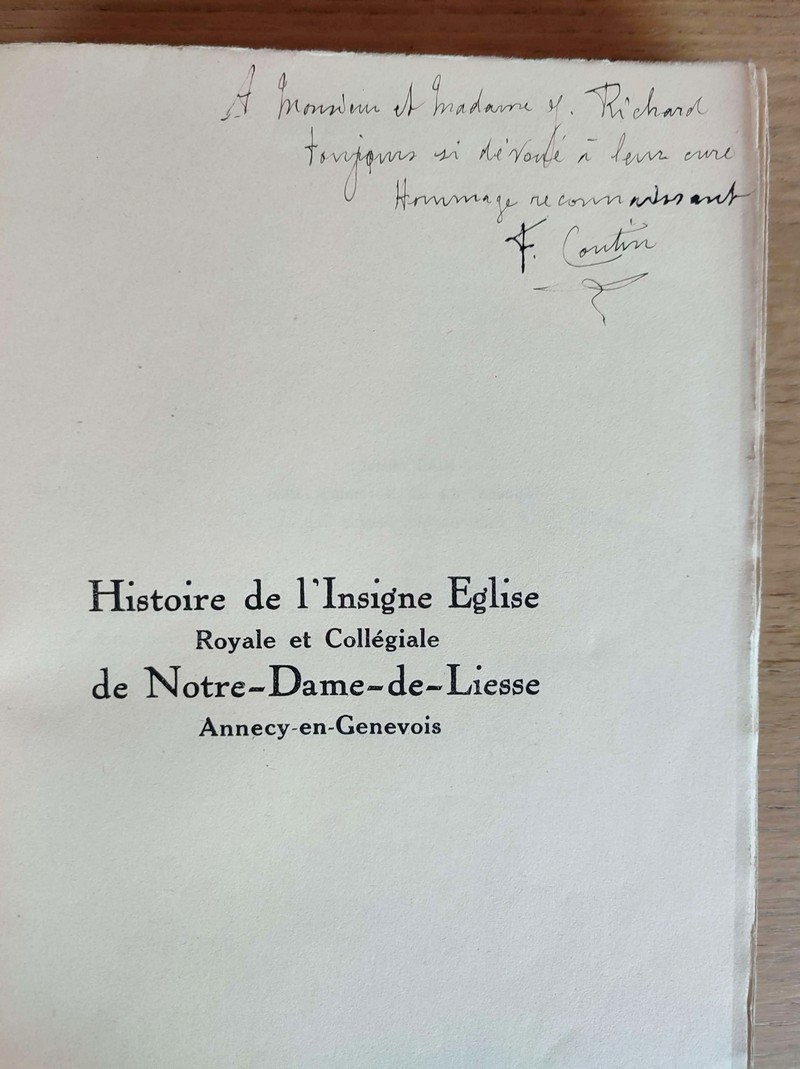 A Monsieur et Madame J. Richard
toujours si dévoué à leur cure
Hommage reconnaissant
F. Coutin
Histoire de l'Insigne Eglise
Royale et Collégiale
de Notre-Dame-de-Liesse
Annecy-en-Genevois